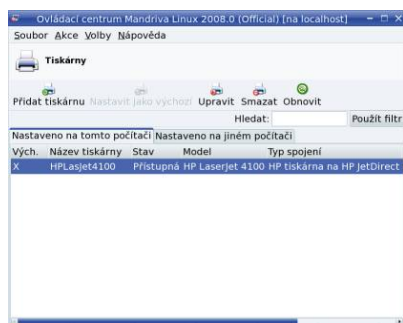 Ovládací centrum Mandriva Linux 2008.0 (Official) [na localhost]
Soubor Akce Volby Nápověda
Tiskárny
Přidat tiskárnu Nastavit jako výchozí Upravit Smazat Obnovit
Hledat: Použít filtr
Nastaveno na tomto počítači Nastaveno na jiném počítači
Vých. Název tiskárny Stav Model Typ spojení
X HPLasJet4100 Přístupná HP LaserJet 4100 HP tiskárna na HP JetDirect